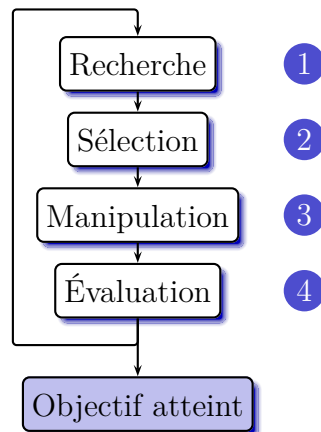 Recherche 1
Sélection 2
Manipulation 3
Évaluation 4
Objectif atteint